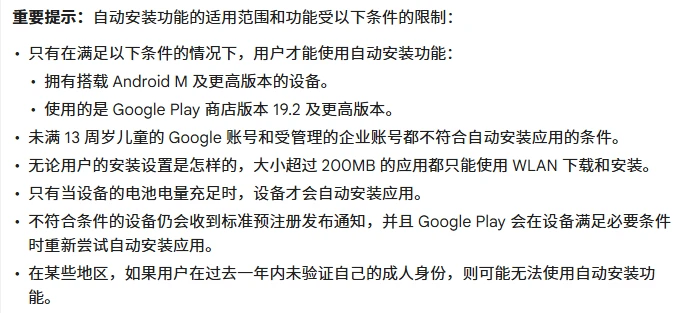 重要提示：自动安装功能的适用范围和功能受以下条件的限制：
• 只有在满足以下条件的情况下，用户才能使用自动安装功能：
• 拥有搭载 Android M 及更高版本的设备。
• 使用的是 Google Play 商店版本 19.2 及更高版本。
• 未满 13 周岁儿童的 Google 账号和受管理的企业账号都不符合自动安装应用的条件。
• 无论用户的安装设置是怎样的，大小超过 200MB 的应用都只能使用 WLAN 下载和安装。
• 只有当设备的电池电量充足时，设备才会自动安装应用。
• 不符合条件的设备仍会收到标准预注册发布通知，并且 Google Play 会在设备满足必要条件
时重新尝试自动安装应用。
• 在某些地区，如果用户在过去一年内未验证自己的成人身份，则可能无法使用自动安装功
能。